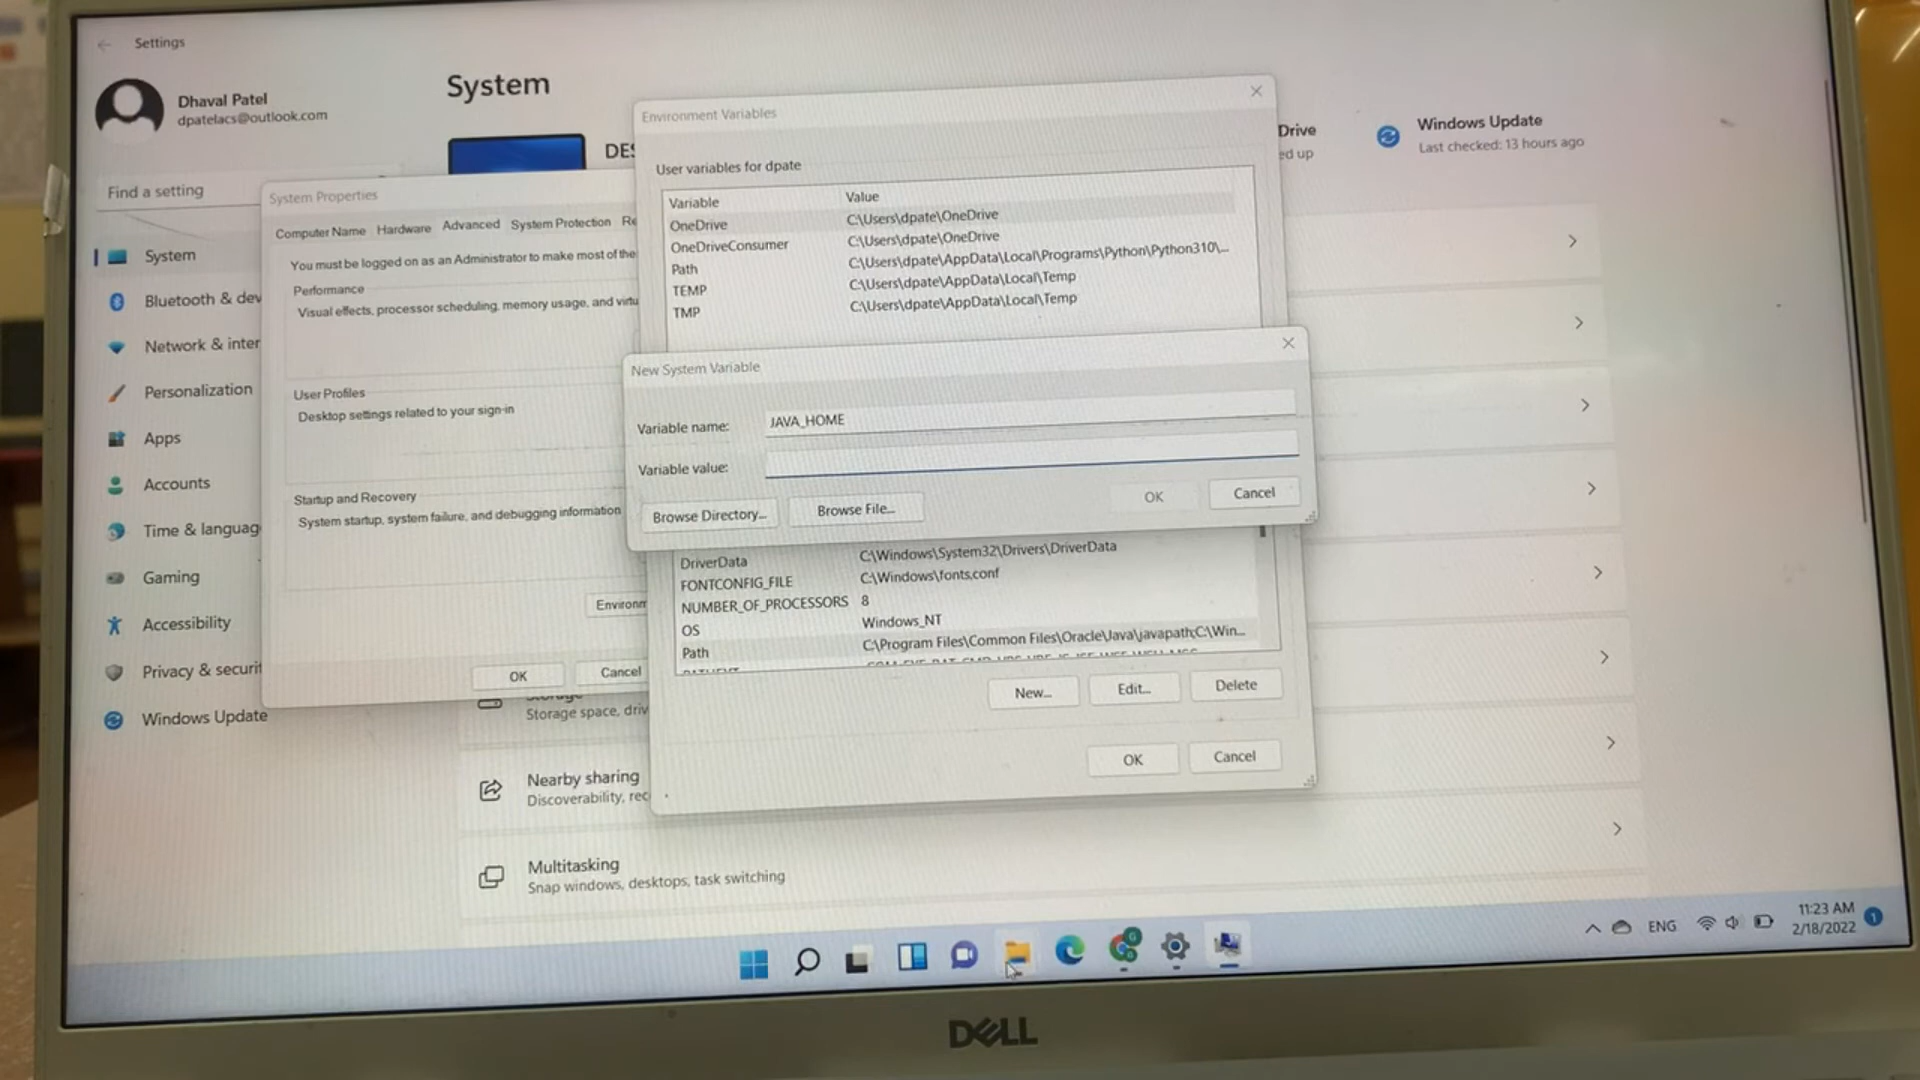 Settings
Dhaval Patel
dpatelacs@outlook.com
Find a setting
System
Bluetooth & dev
Network & inter
Personalization
Apps
Accounts
Time & languag
Gaming
Accessibility
Privacy & securit
Windows Update
System
DES
Drive
ed up
Windows Update
Last checked: 13 hours ago
System Properties
Computer Name Hardware Advanced System Protection Re
You must be logged on as an Administrator to make most of the
Performance
Visual effects, processor scheduling, memory usage, and virtu
User Profiles
Desktop settings related to your sign-in
Startup and Recovery
System startup, system failure, and debugging information
Environm
OK Cancel
Environment Variables
User variables for dpate
Variable Value
OneDrive C:\Users\dpate\OneDrive
OneDriveConsumer C:\Users\dpate\OneDrive
Path C:\Users\dpate\AppData\Local\Programs\Python\Python310\...
TEMP C:\Users\dpate\AppData\Local\Temp
TMP C:\Users\dpate\AppData\Local\Temp
New System Variable
Variable name: JAVA_HOME
Variable value:
Browse Directory... Browse File... OK Cancel
DriverData C:\Windows\System32\Drivers\DriverData
FONTCONFIG_FILE C:\Windows\fonts.conf
NUMBER_OF_PROCESSORS 8
OS Windows_NT
Path C:\Program Files\Common Files\Oracle\Java\javapath;C:\Win...
New... Edit... Delete
OK Cancel
Storage space, driv
Nearby sharing
Discoverability, rec
Multitasking
Snap windows, desktops, task switching
ENG
11:23 AM
2/18/2022
1
DELL